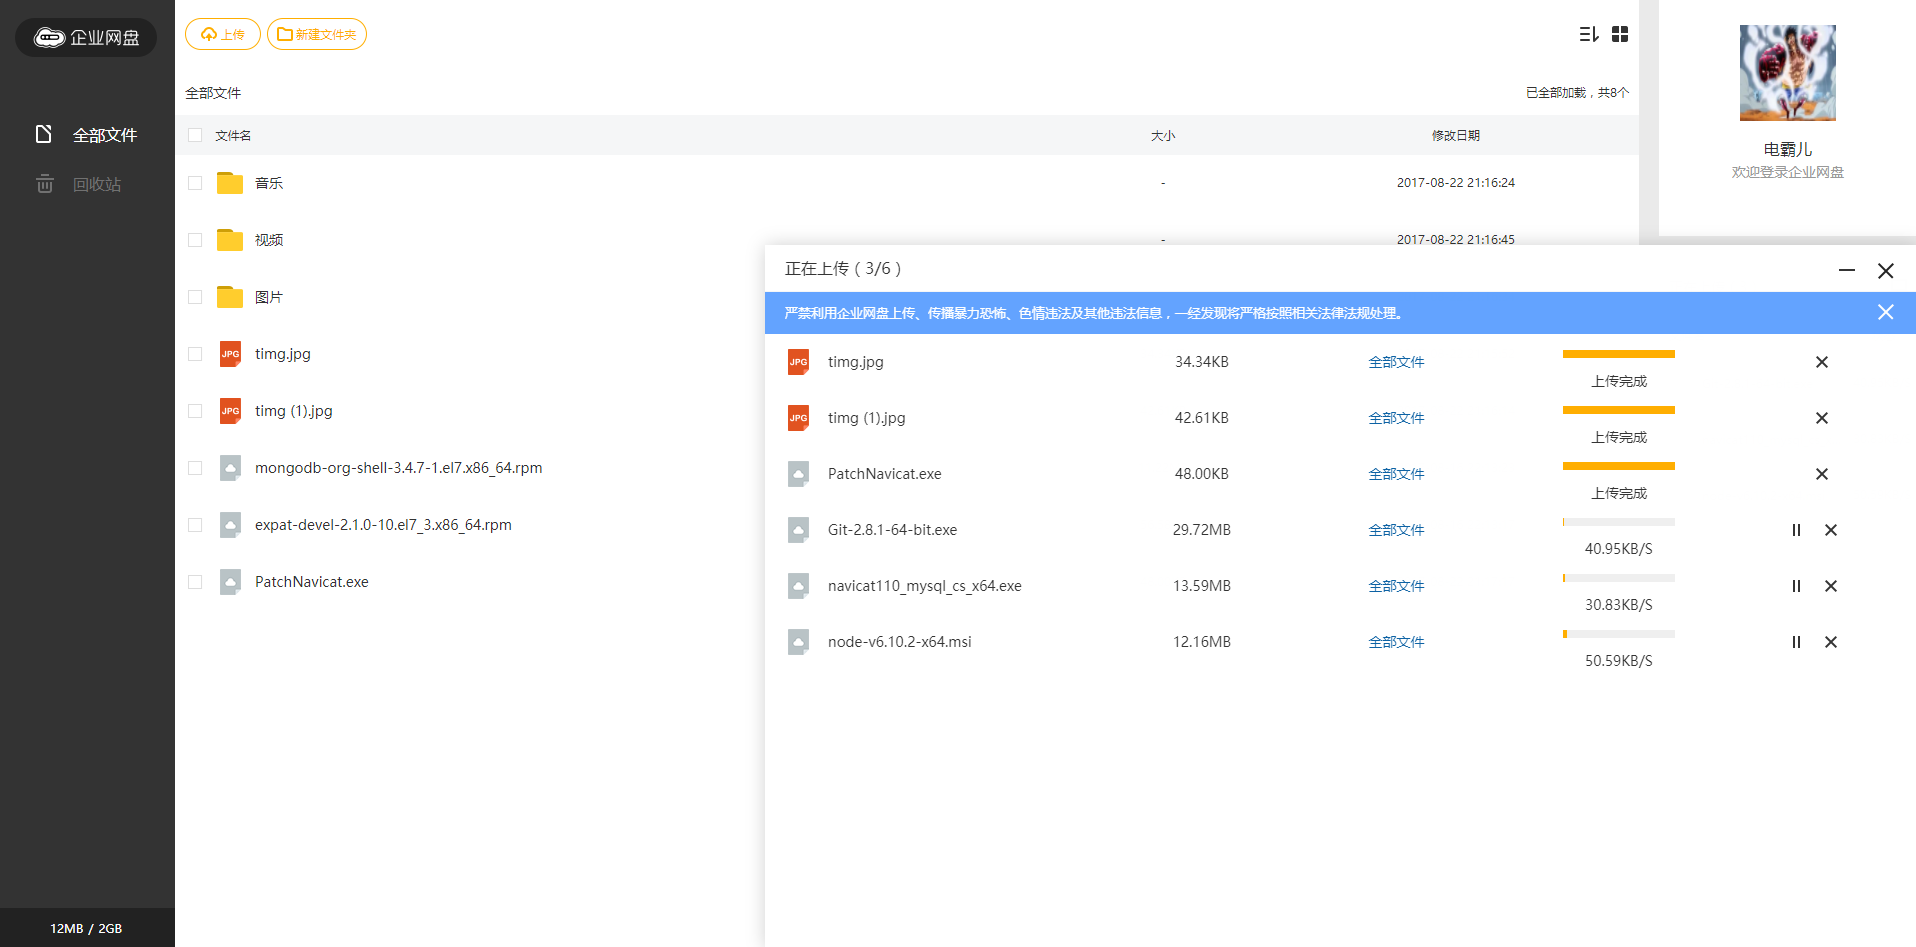 企业网盘
上传
新建文件夹
全部文件
回收站
12MB / 2GB
全部文件
已全部加载，共8个
文件名 大小 修改日期
音乐 - 2017-08-22 21:16:24
视频 - 2017-08-22 21:16:45
图片
JPG timg.jpg
JPG timg (1).jpg
mongodb-org-shell-3.4.7-1.el7.x86_64.rpm
expat-devel-2.1.0-10.el7_3.x86_64.rpm
PatchNavicat.exe
电霸儿
欢迎登录企业网盘
正在上传（3/6）
严禁利用企业网盘上传、传播暴力恐怖、色情违法及其他违法信息，一经发现将严格按照相关法律法规处理。
JPG timg.jpg 34.34KB 全部文件
上传完成
JPG timg (1).jpg 42.61KB 全部文件
上传完成
PatchNavicat.exe 48.00KB 全部文件
上传完成
Git-2.8.1-64-bit.exe 29.72MB 全部文件
40.95KB/S
navicat110_mysql_cs_x64.exe 13.59MB 全部文件
30.83KB/S
node-v6.10.2-x64.msi 12.16MB 全部文件
50.59KB/S